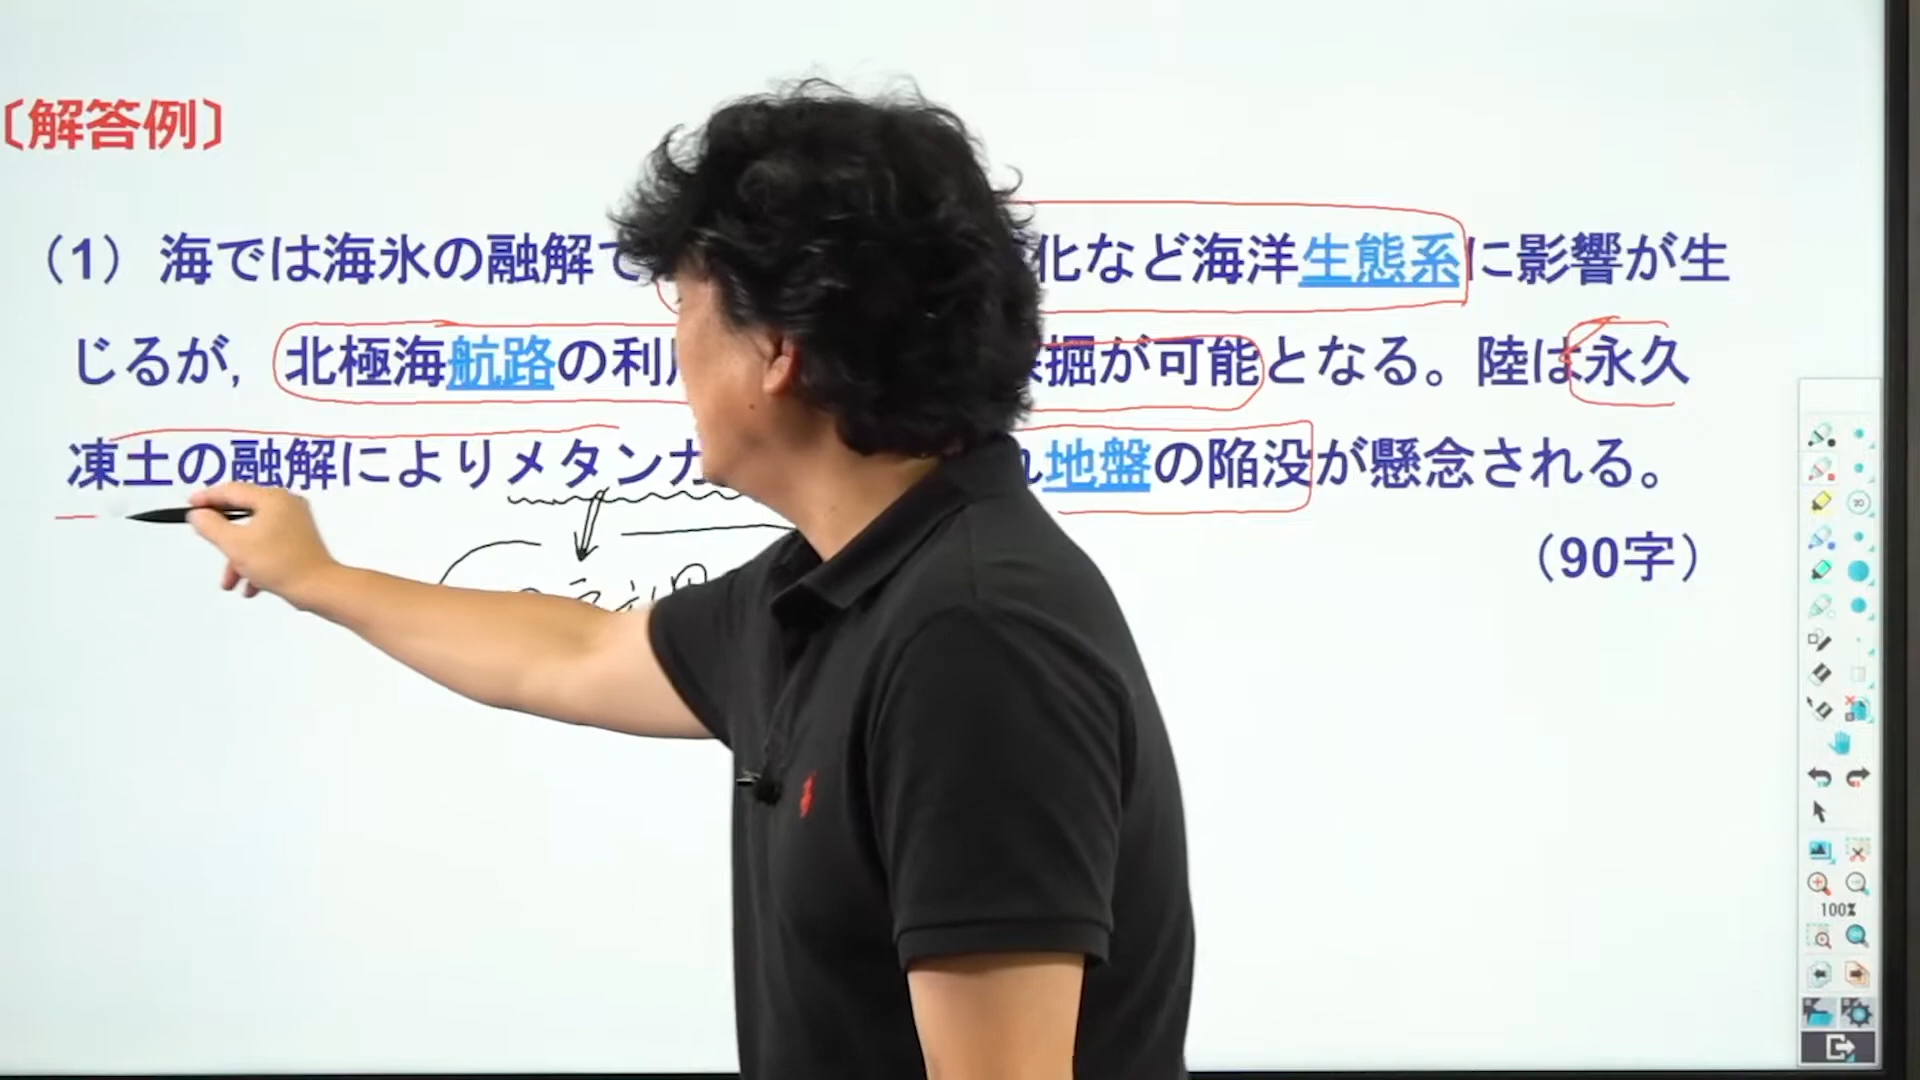 〔解答例〕
（1）海では海氷の融解で 化など海洋生態系に影響が生
じるが，北極海航路の利 掘が可能となる。陸は永久
凍土の融解によりメタンガ れ地盤の陥没が懸念される。
（90字）
100%